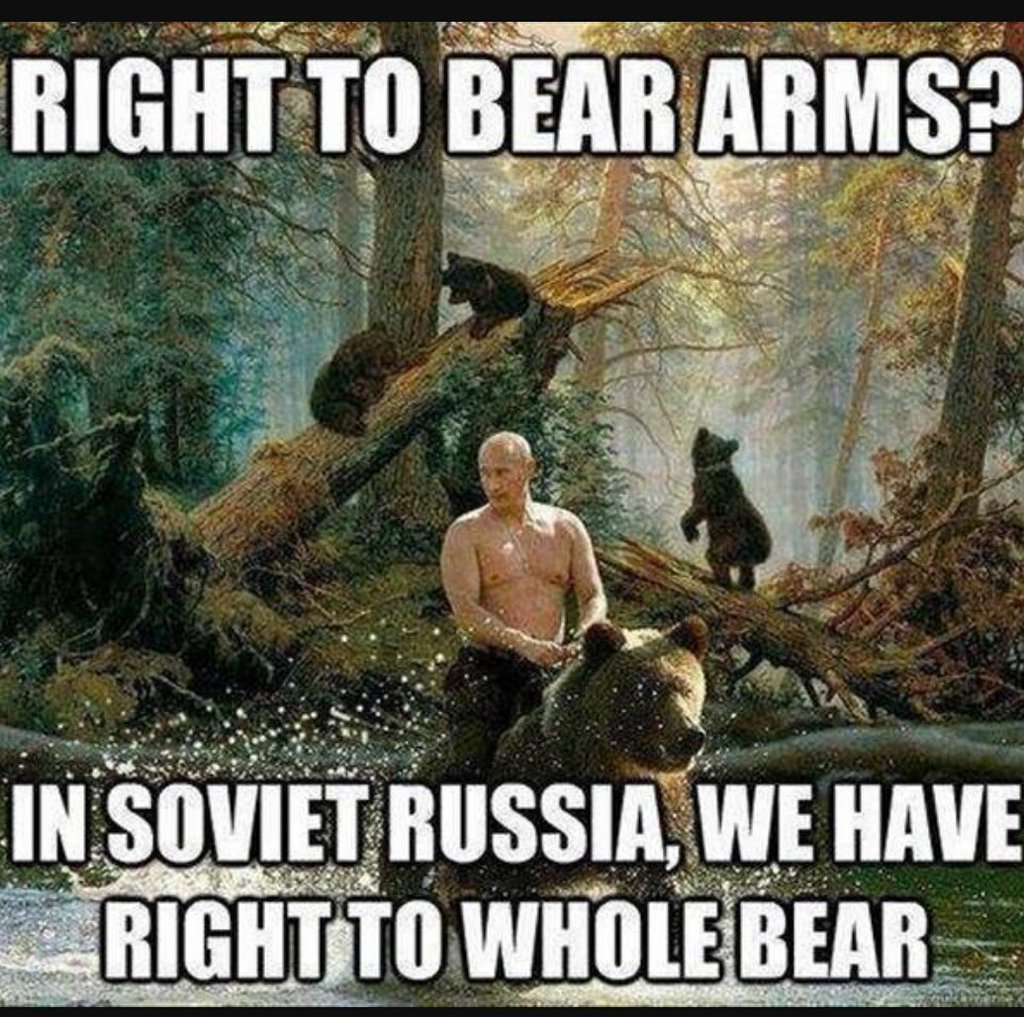 RIGHT TO BEAR ARMS?
IN SOVIET RUSSIA, WE HAVE
RIGHT TO WHOLE BEAR